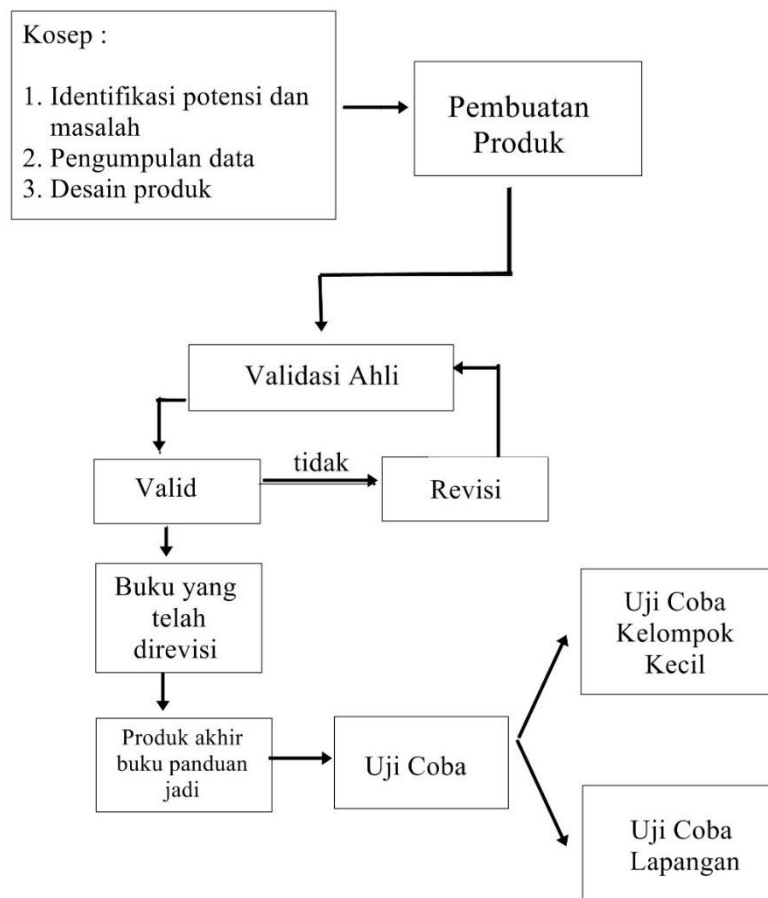 Kosep :
1. Identifikasi potensi dan
masalah
2. Pengumpulan data
3. Desain produk
Pembuatan
Produk
Validasi Ahli
Valid
tidak
Revisi
Buku yang
telah
direvisi
Produk akhir
buku panduan
jadi
Uji Coba
Uji Coba
Kelompok
Kecil
Uji Coba
Lapangan